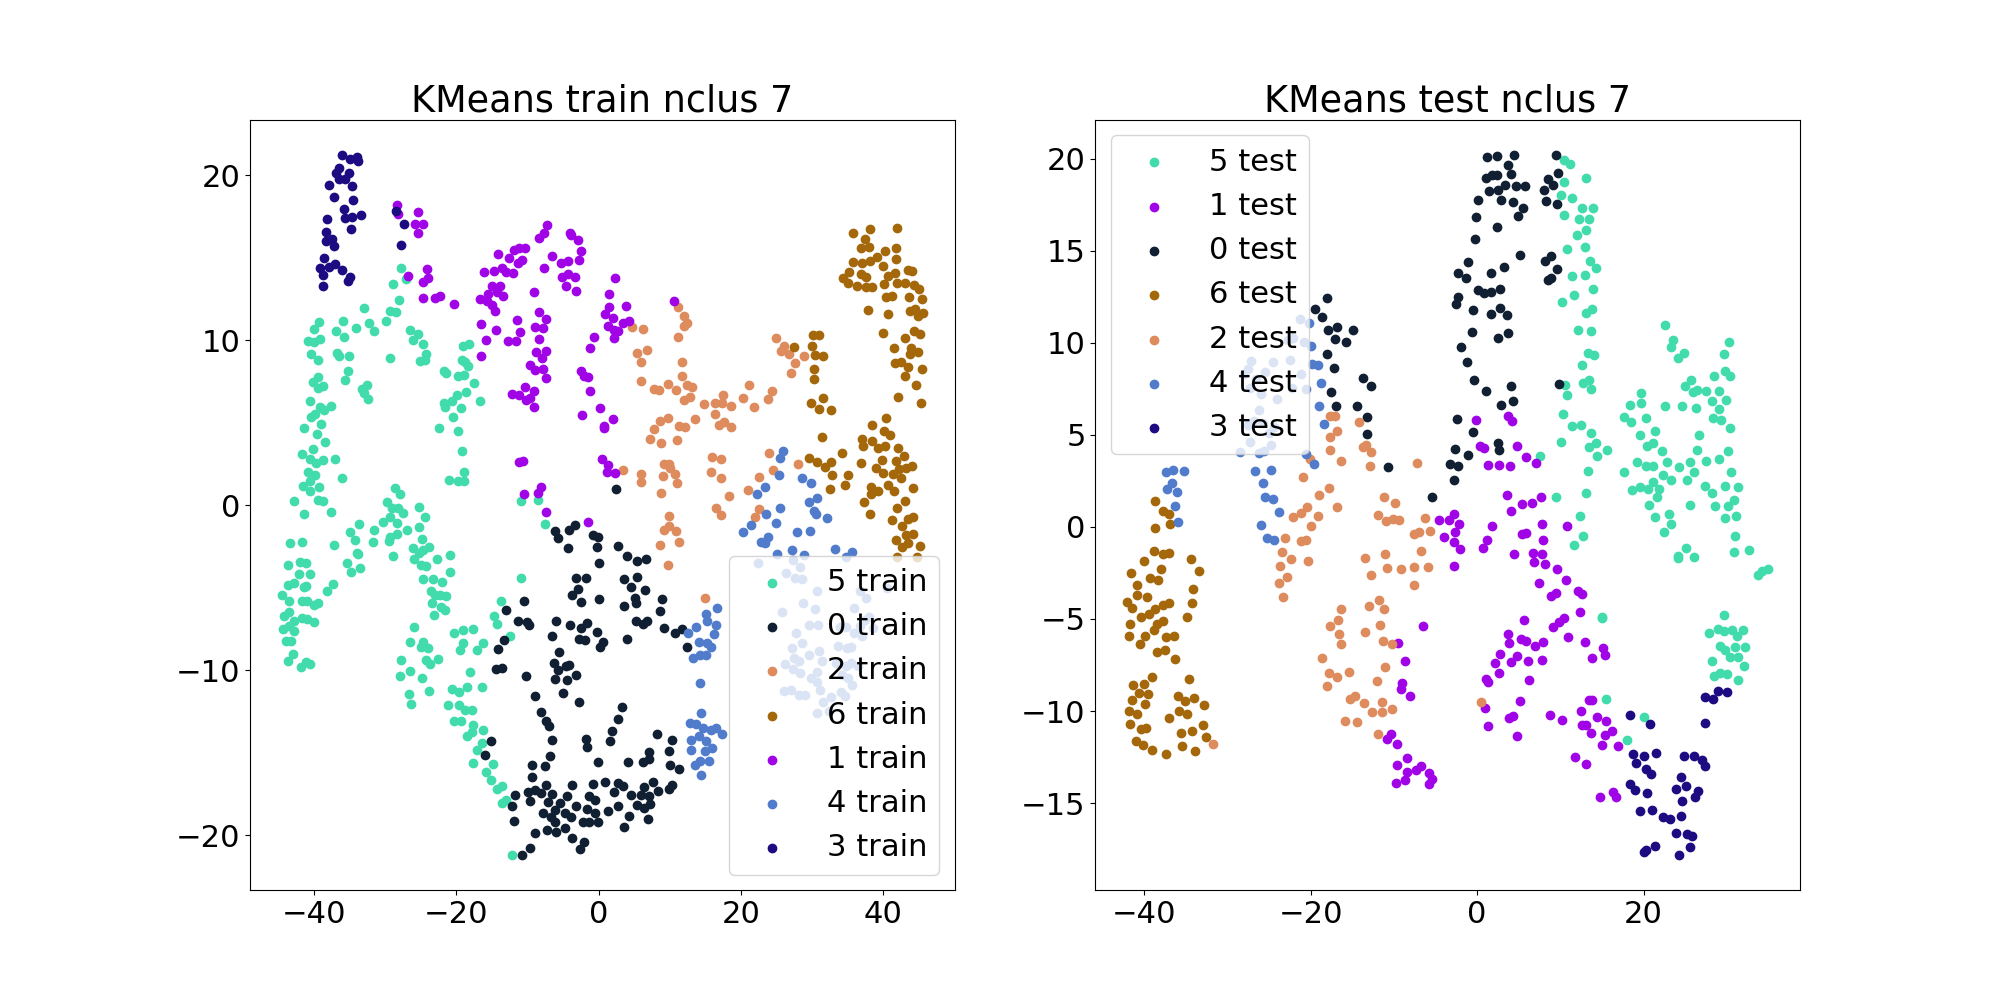 KMeans train nclus 7
20
10
0
−10
−20
−40
−20
0
20
40
5 train
0 train
2 train
6 train
1 train
4 train
3 train
KMeans test nclus 7
20
15
10
5
0
−5
−10
−15
−40
−20
0
20
5 test
1 test
0 test
6 test
2 test
4 test
3 test